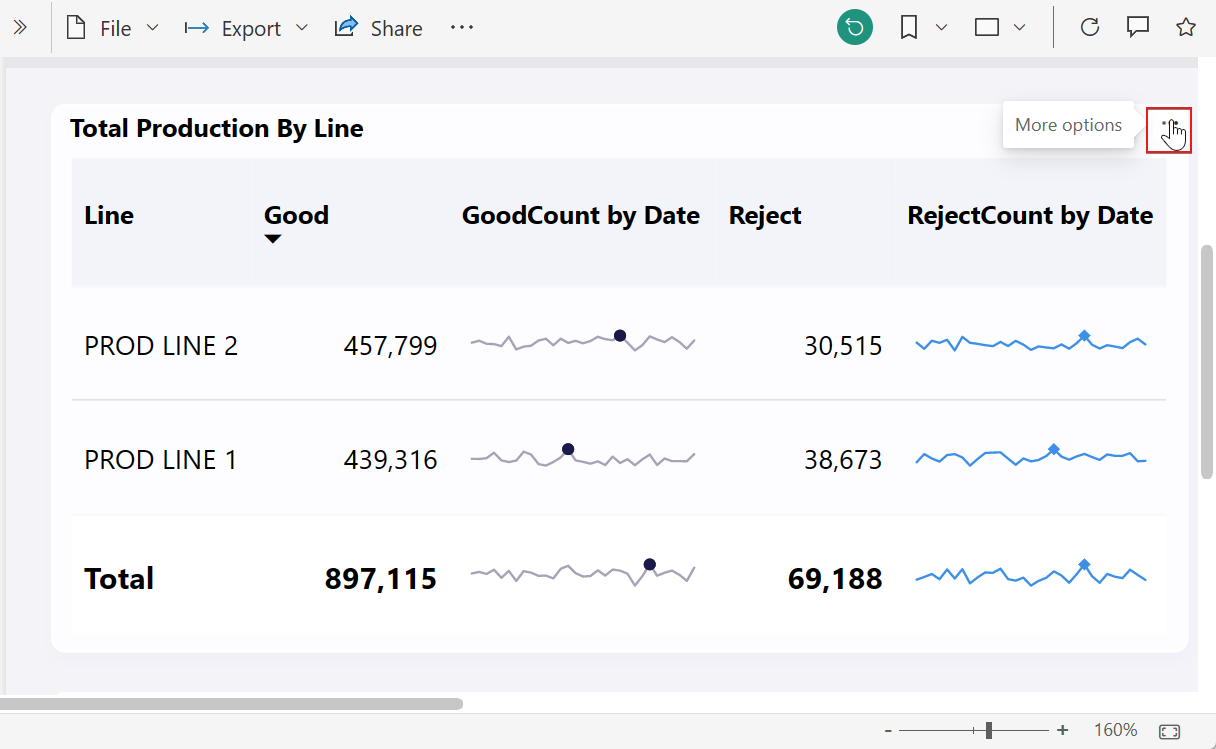 File Export Share
Total Production By Line
More options
Line Good GoodCount by Date Reject RejectCount by Date
PROD LINE 2 457,799 30,515
PROD LINE 1 439,316 38,673
Total 897,115 69,188
- + 160%